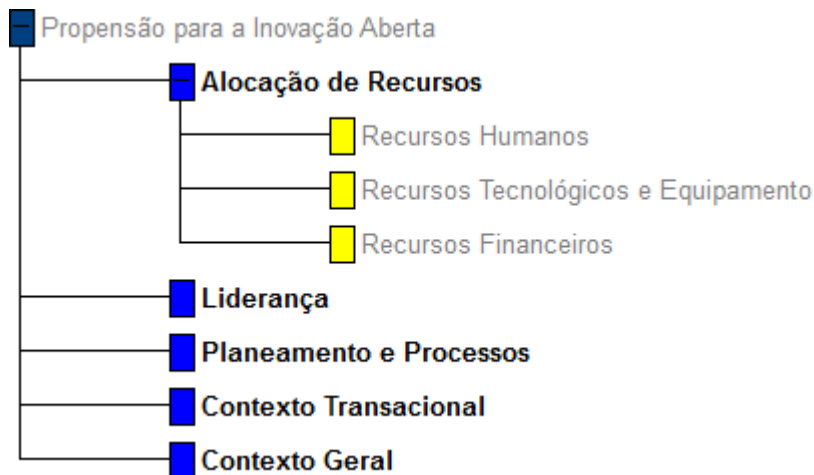 Propensão para a Inovação Aberta
Alocação de Recursos
Recursos Humanos
Recursos Tecnológicos e Equipamento
Recursos Financeiros
Liderança
Planeamento e Processos
Contexto Transacional
Contexto Geral